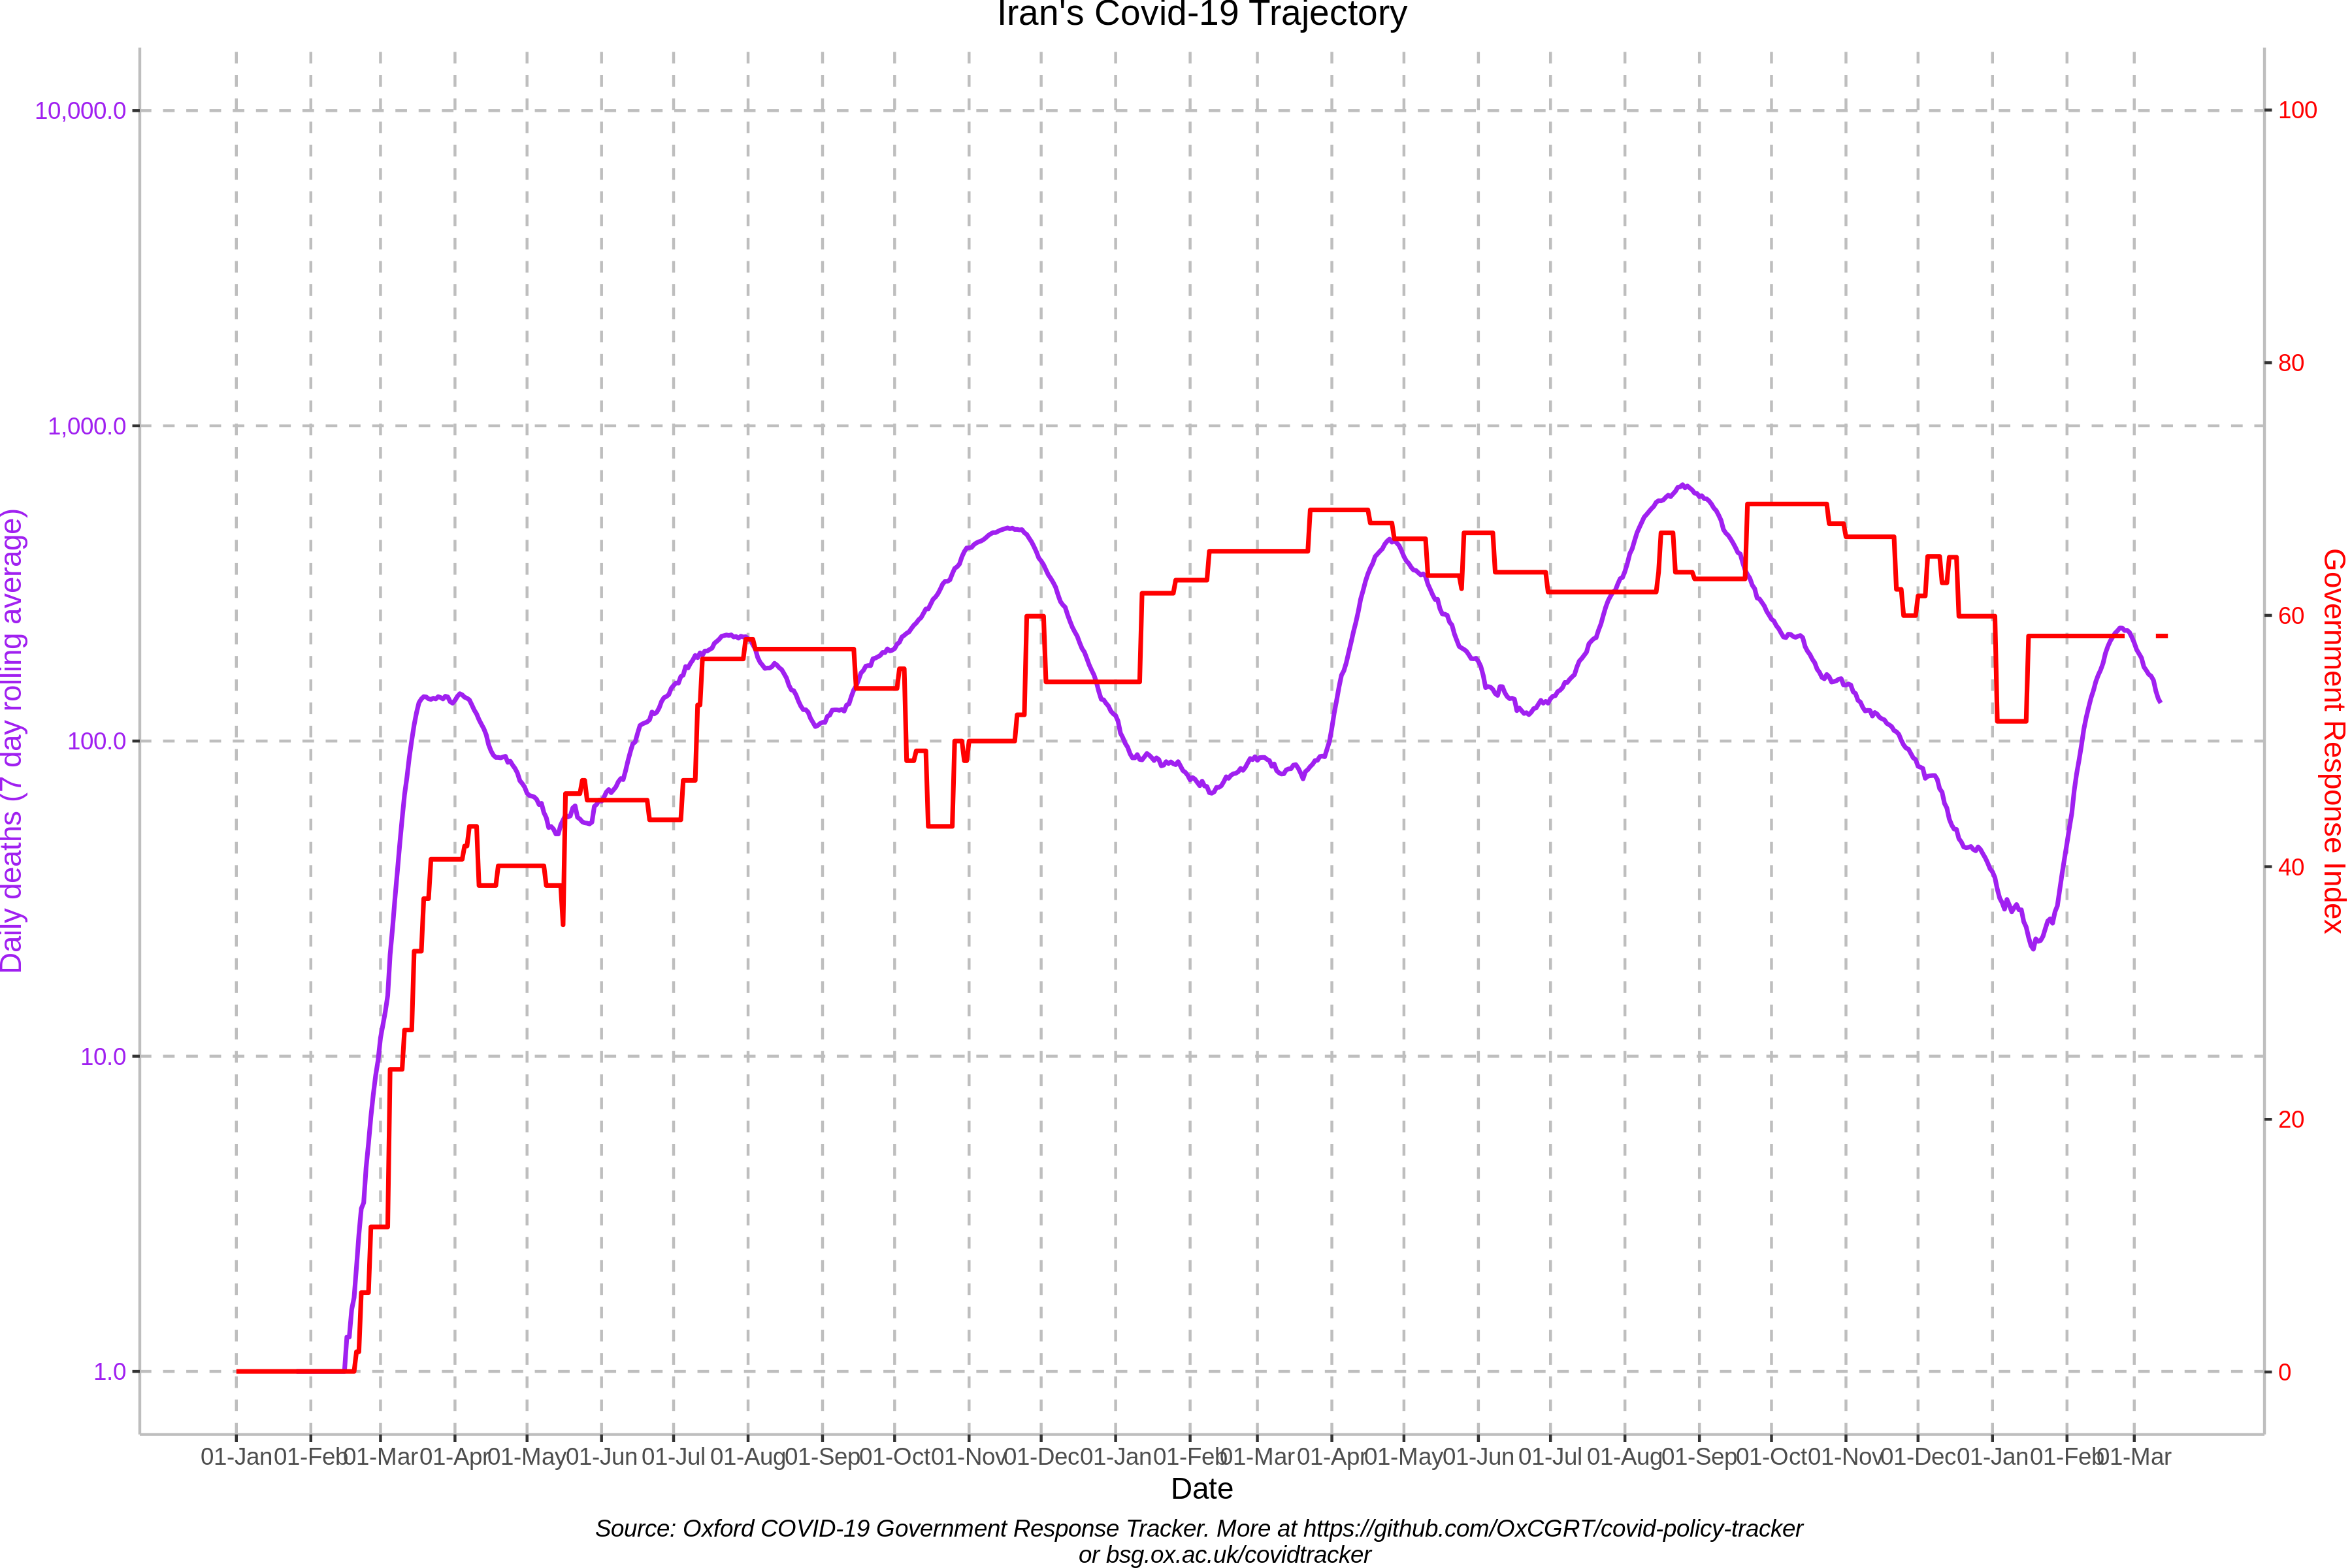 Iran's Covid-19 Trajectory
10,000.0
1,000.0
100.0
10.0
1.0
Daily deaths (7 day rolling average)
100
80
60
40
20
0
Government Response Index
01-Jan 01-Feb 01-Mar 01-Apr 01-May 01-Jun 01-Jul 01-Aug 01-Sep 01-Oct 01-Nov 01-Dec 01-Jan 01-Feb 01-Mar 01-Apr 01-May 01-Jun 01-Jul 01-Aug 01-Sep 01-Oct 01-Nov 01-Dec 01-Jan 01-Feb 01-Mar
Date
Source: Oxford COVID-19 Government Response Tracker. More at https://github.com/OxCGRT/covid-policy-tracker
or bsg.ox.ac.uk/covidtracker